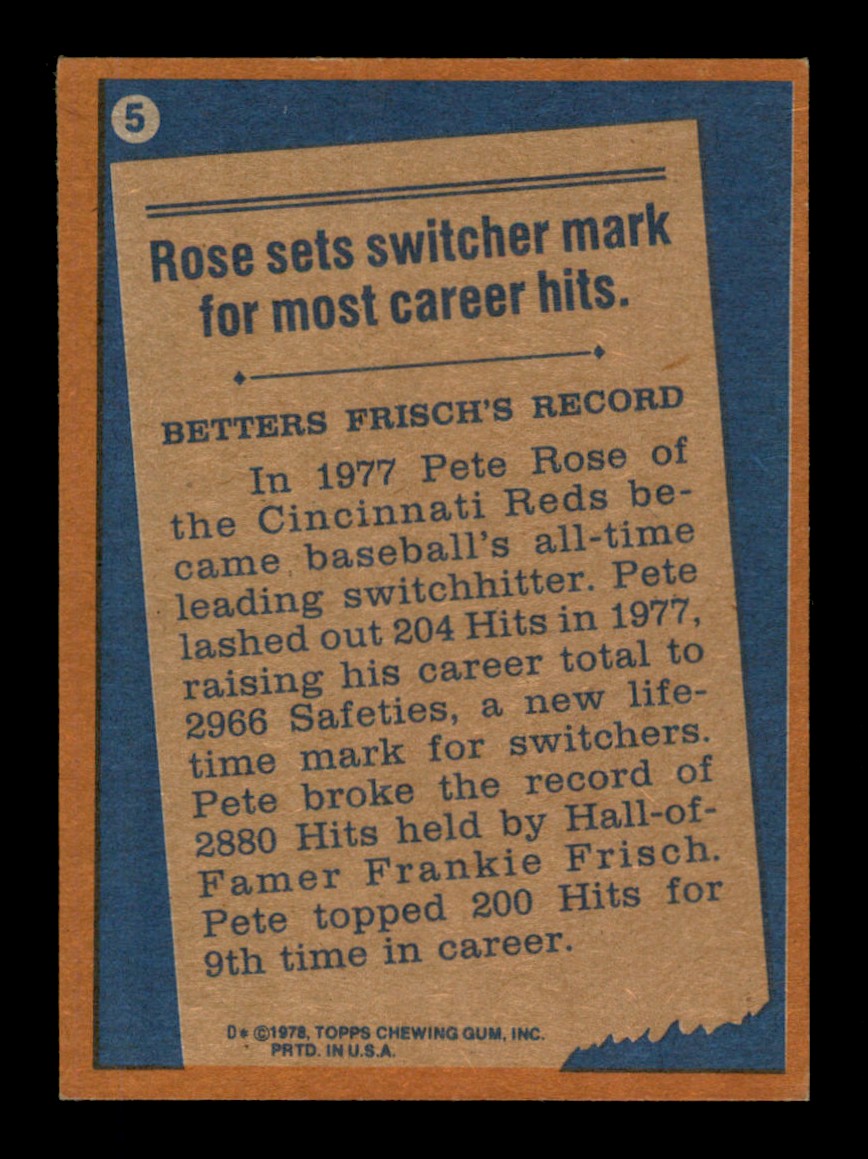 5
Rose sets switcher mark
for most career hits.
BETTERS FRISCH'S RECORD
In 1977 Pete Rose of
the Cincinnati Reds be-
came baseball's all-time
leading switchhitter. Pete
lashed out 204 Hits in 1977,
raising his career total to
2966 Safeties, a new life-
time mark for switchers.
Pete broke the record of
2880 Hits held by Hall-of-
Famer Frankie Frisch.
Pete topped 200 Hits for
9th time in career.
D* ©1978, TOPPS CHEWING GUM, INC.
PRTD. IN U.S.A.